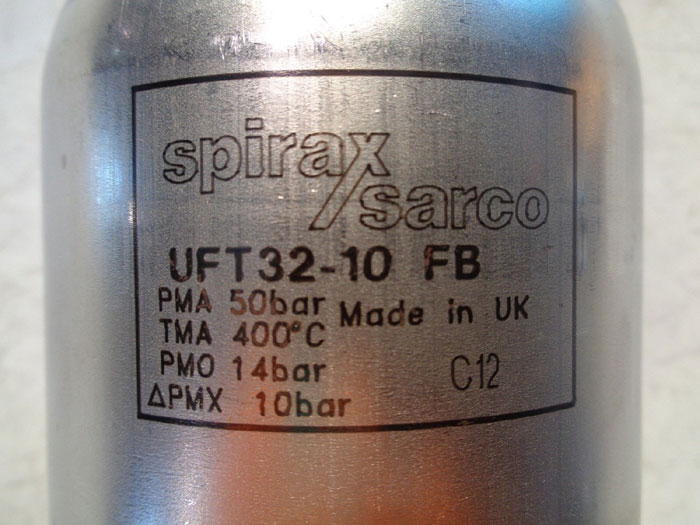 spirax
sarco
UFT32-10 FB
PMA 50bar Made in UK
TMA 400°C
PMO 14bar C12
ΔPMX 10bar